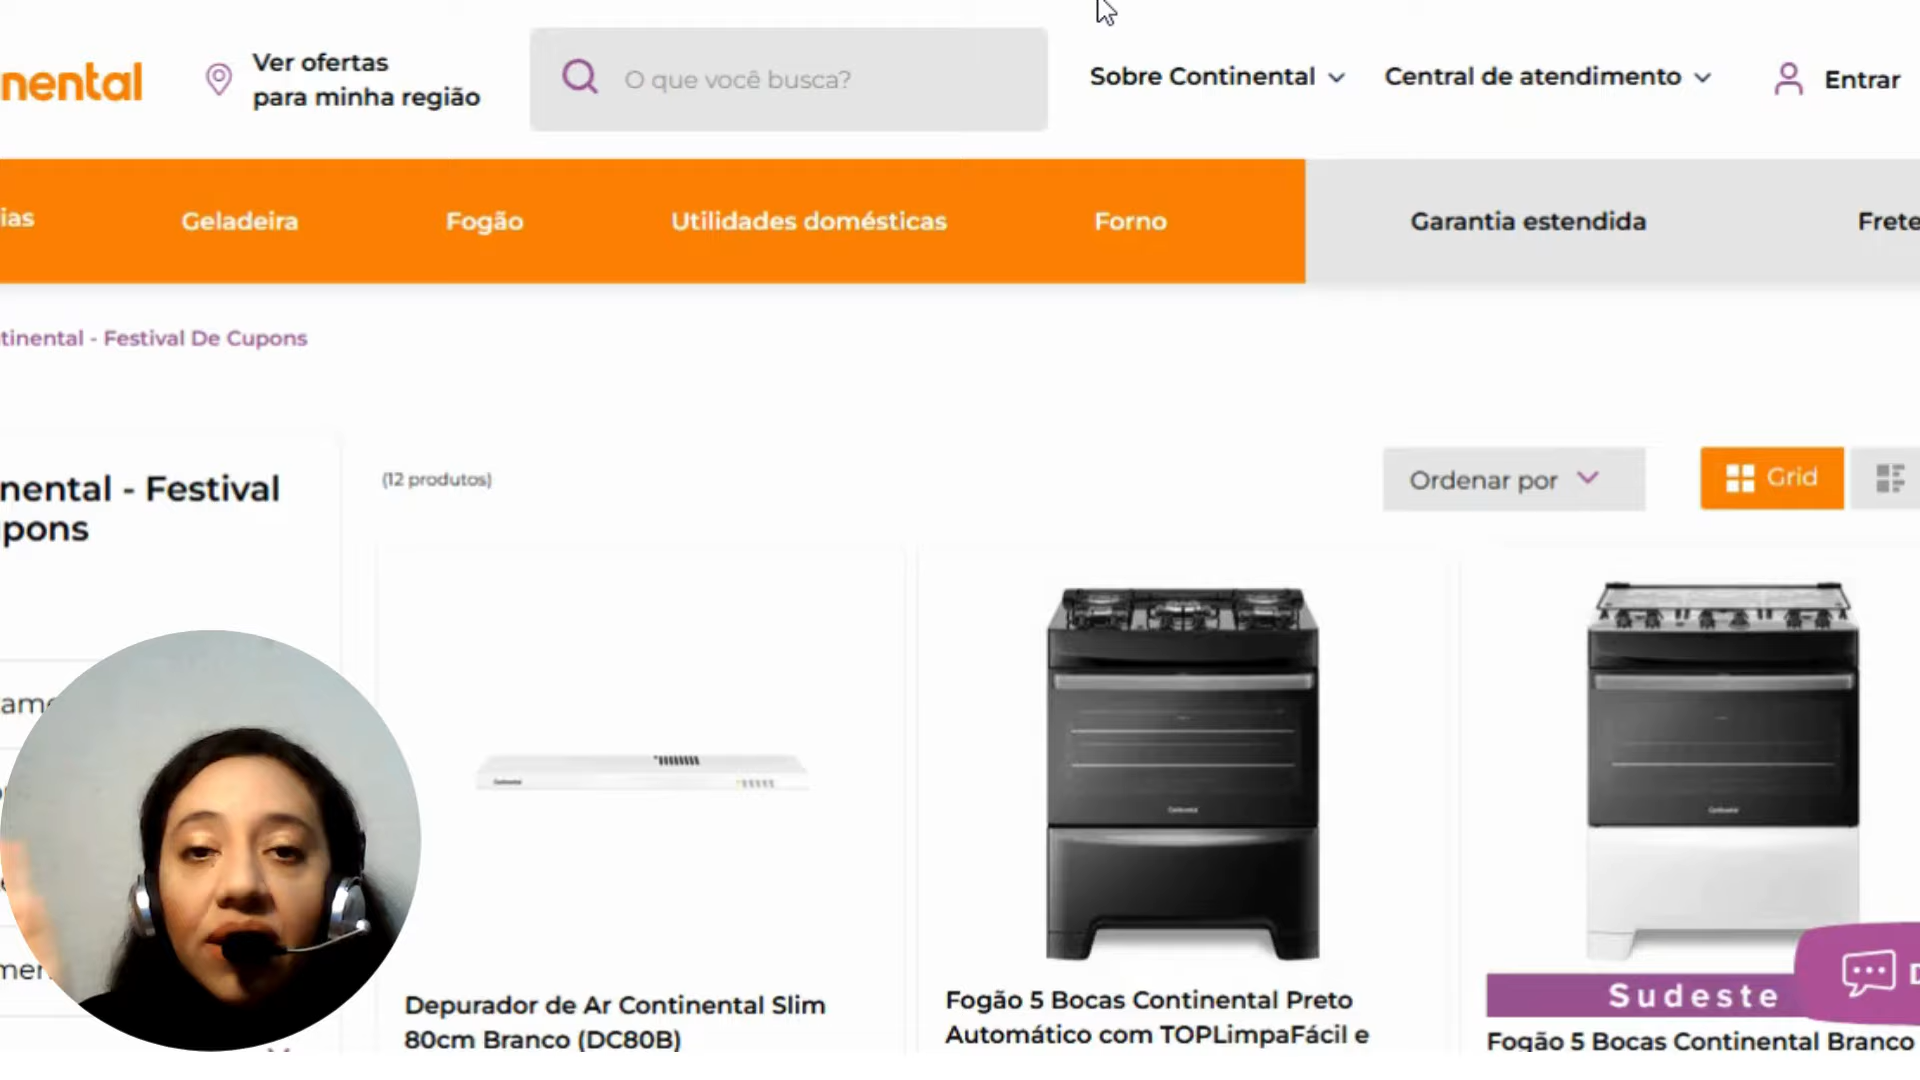 nental
Ver ofertas
para minha região
O que você busca?
Sobre Continental
Central de atendimento
Entrar
ias
Geladeira
Fogão
Utilidades domésticas
Forno
Garantia estendida
Frete
tinental - Festival De Cupons
nental - Festival
pons
(12 produtos)
Ordenar por
Grid
ame
men
Depurador de Ar Continental Slim
80cm Branco (DC80B)
Fogão 5 Bocas Continental Preto
Automático com TOPLimpaFácil e
Sudeste
Fogão 5 Bocas Continental Branco